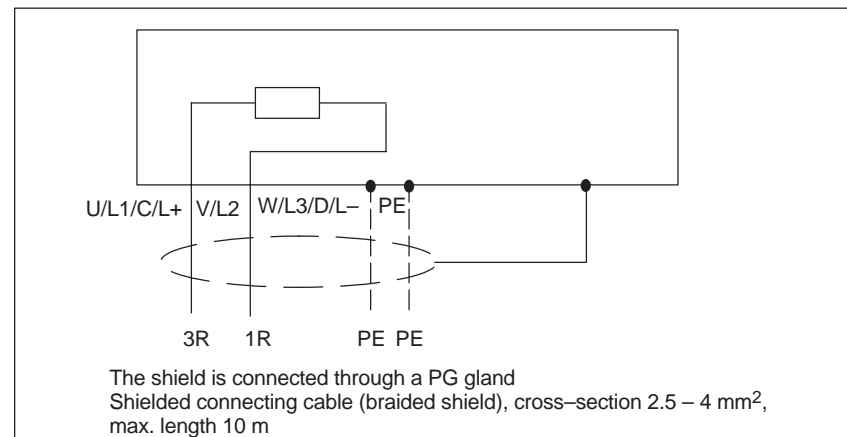 U/L1/C/L+ V/L2 W/L3/D/L– PE
3R 1R PE PE
The shield is connected through a PG gland
Shielded connecting cable (braided shield), cross–section 2.5 – 4 mm²,
max. length 10 m